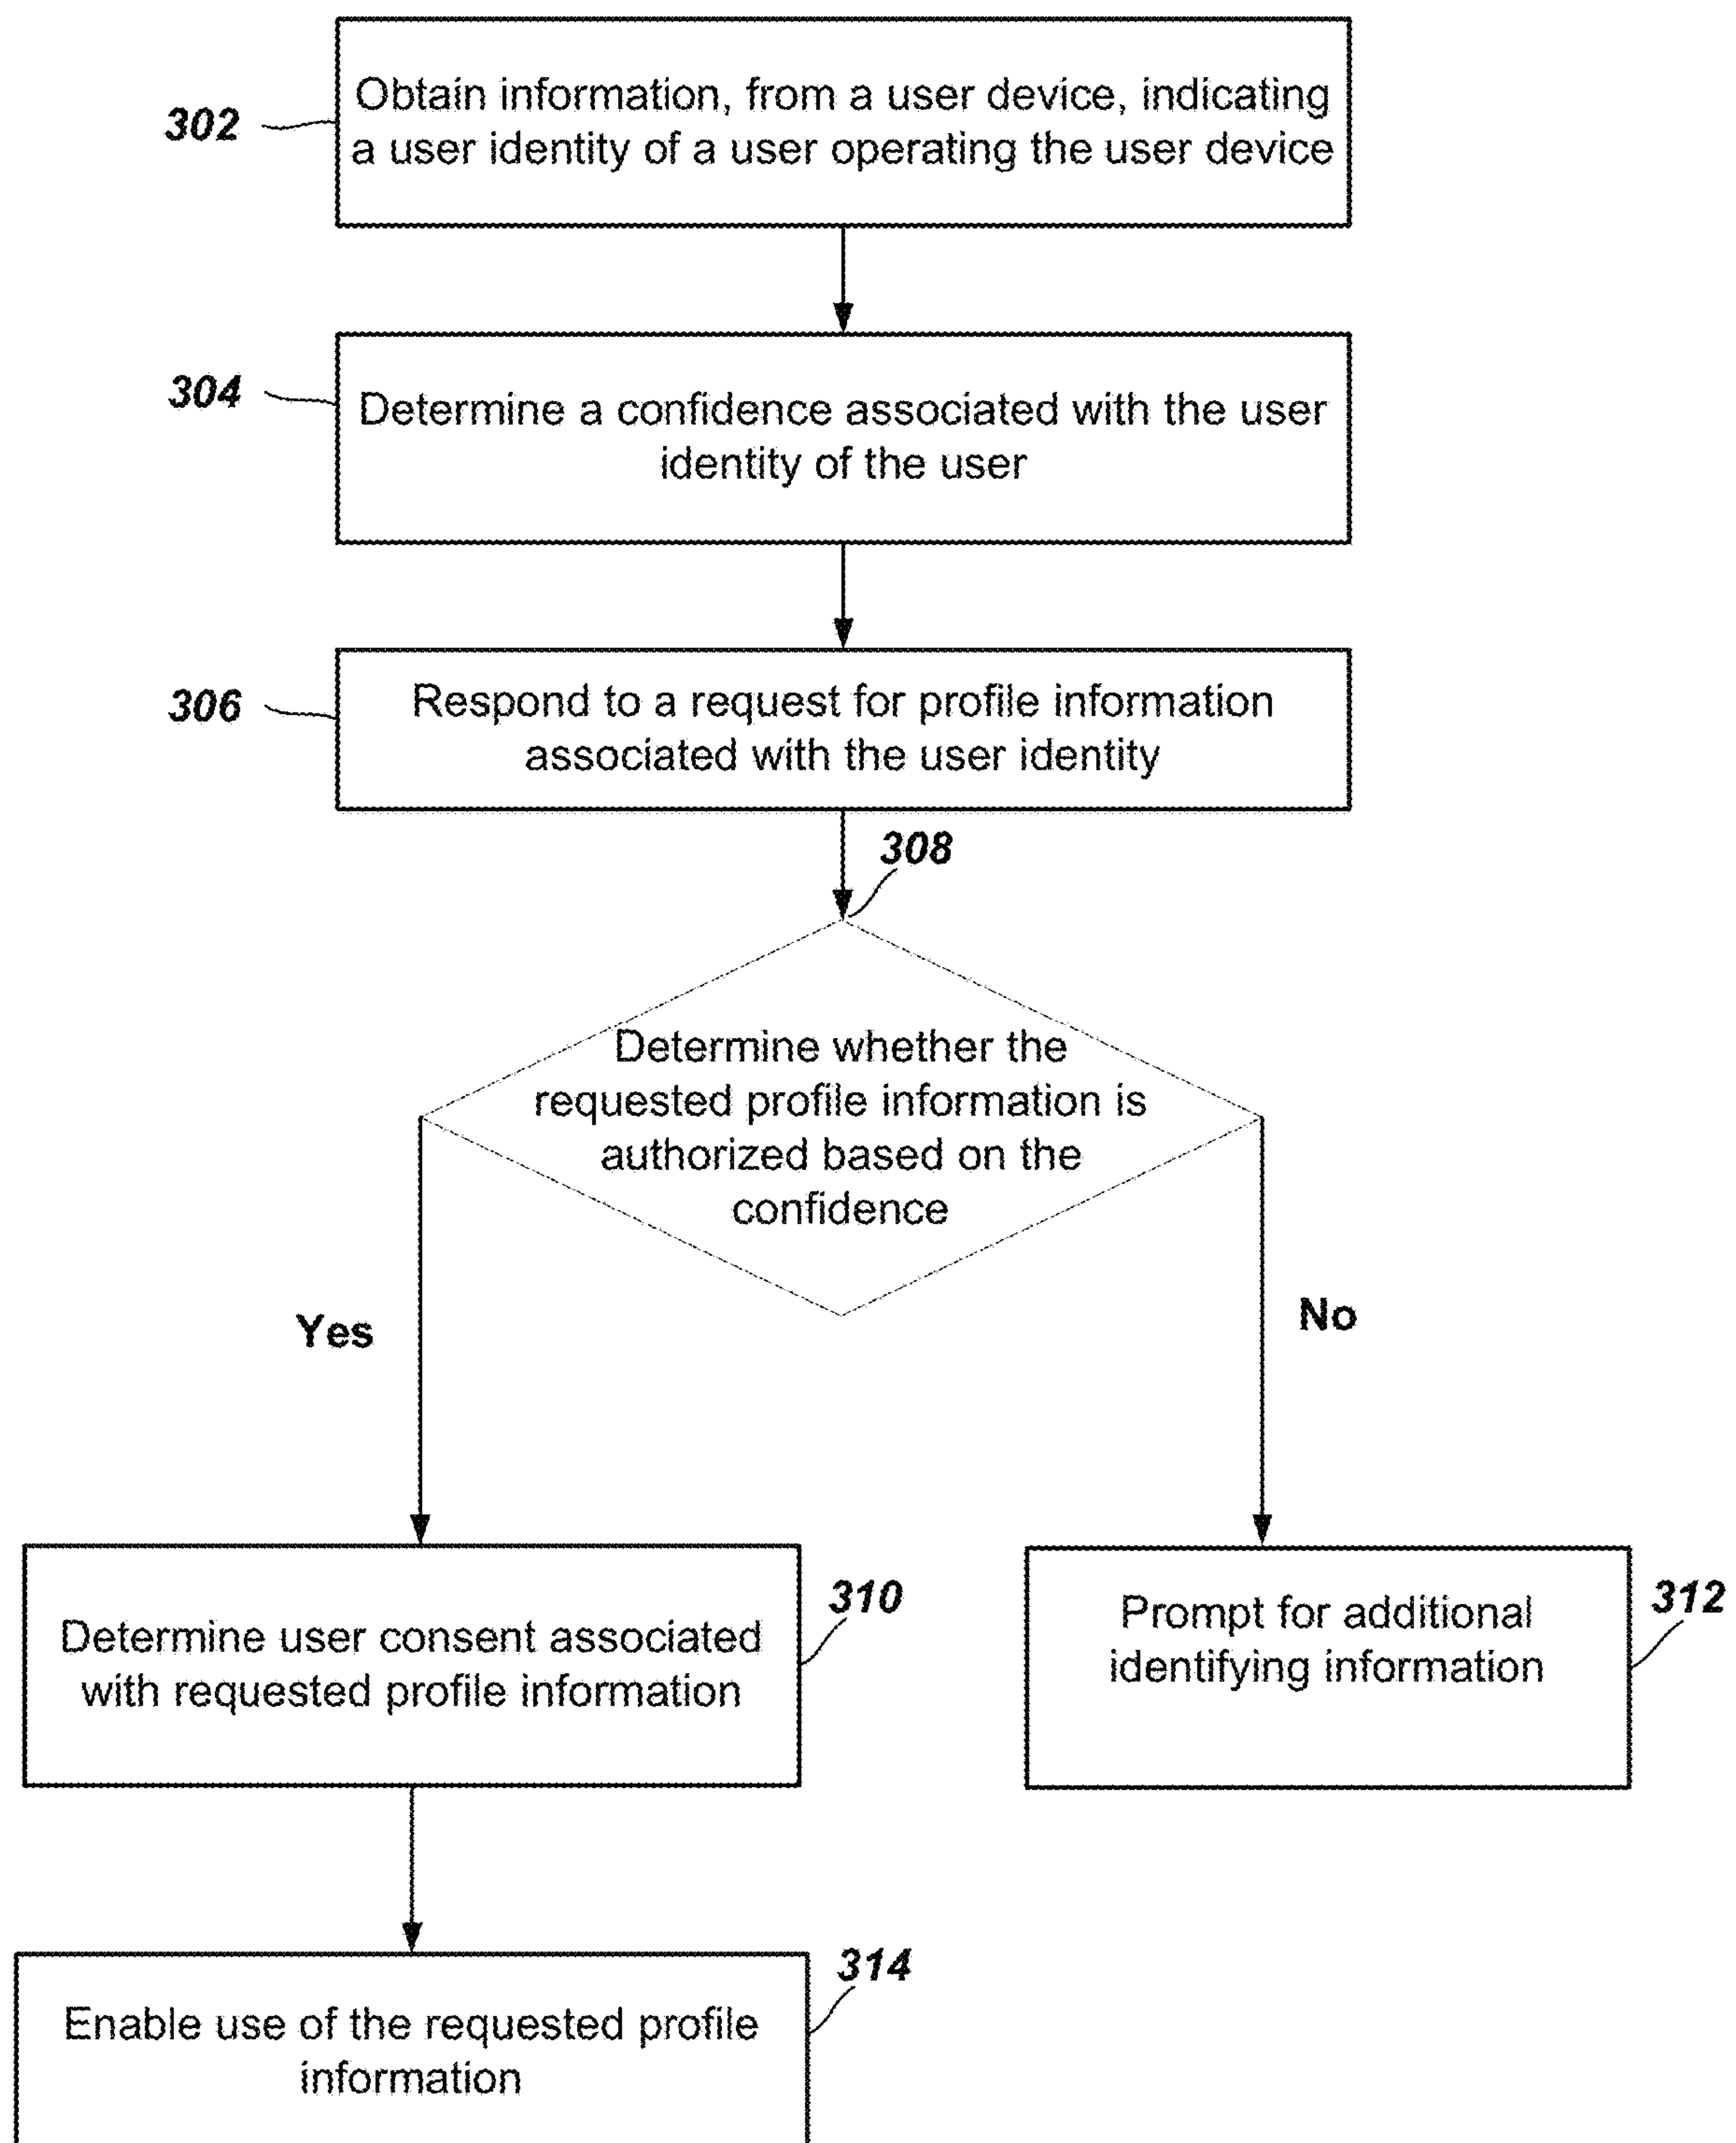 302
Obtain information, from a user device, indicating
a user identity of a user operating the user device
304
Determine a confidence associated with the user
identity of the user
306
Respond to a request for profile information
associated with the user identity
308
Determine whether the
requested profile information is
authorized based on the
confidence
Yes
No
310
Determine user consent associated
with requested profile information
312
Prompt for additional
identifying information
314
Enable use of the requested profile
information